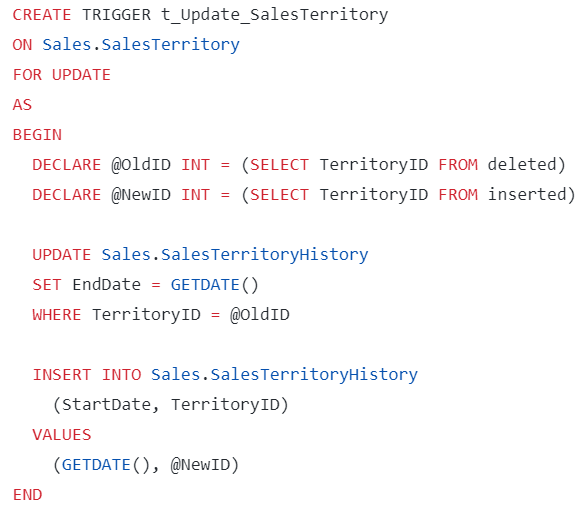 CREATE TRIGGER t_Update_SalesTerritory
ON Sales.SalesTerritory
FOR UPDATE
AS
BEGIN
  DECLARE @OldID INT = (SELECT TerritoryID FROM deleted)
  DECLARE @NewID INT = (SELECT TerritoryID FROM inserted)

  UPDATE Sales.SalesTerritoryHistory
  SET EndDate = GETDATE()
  WHERE TerritoryID = @OldID

  INSERT INTO Sales.SalesTerritoryHistory
    (StartDate, TerritoryID)
  VALUES
    (GETDATE(), @NewID)
END